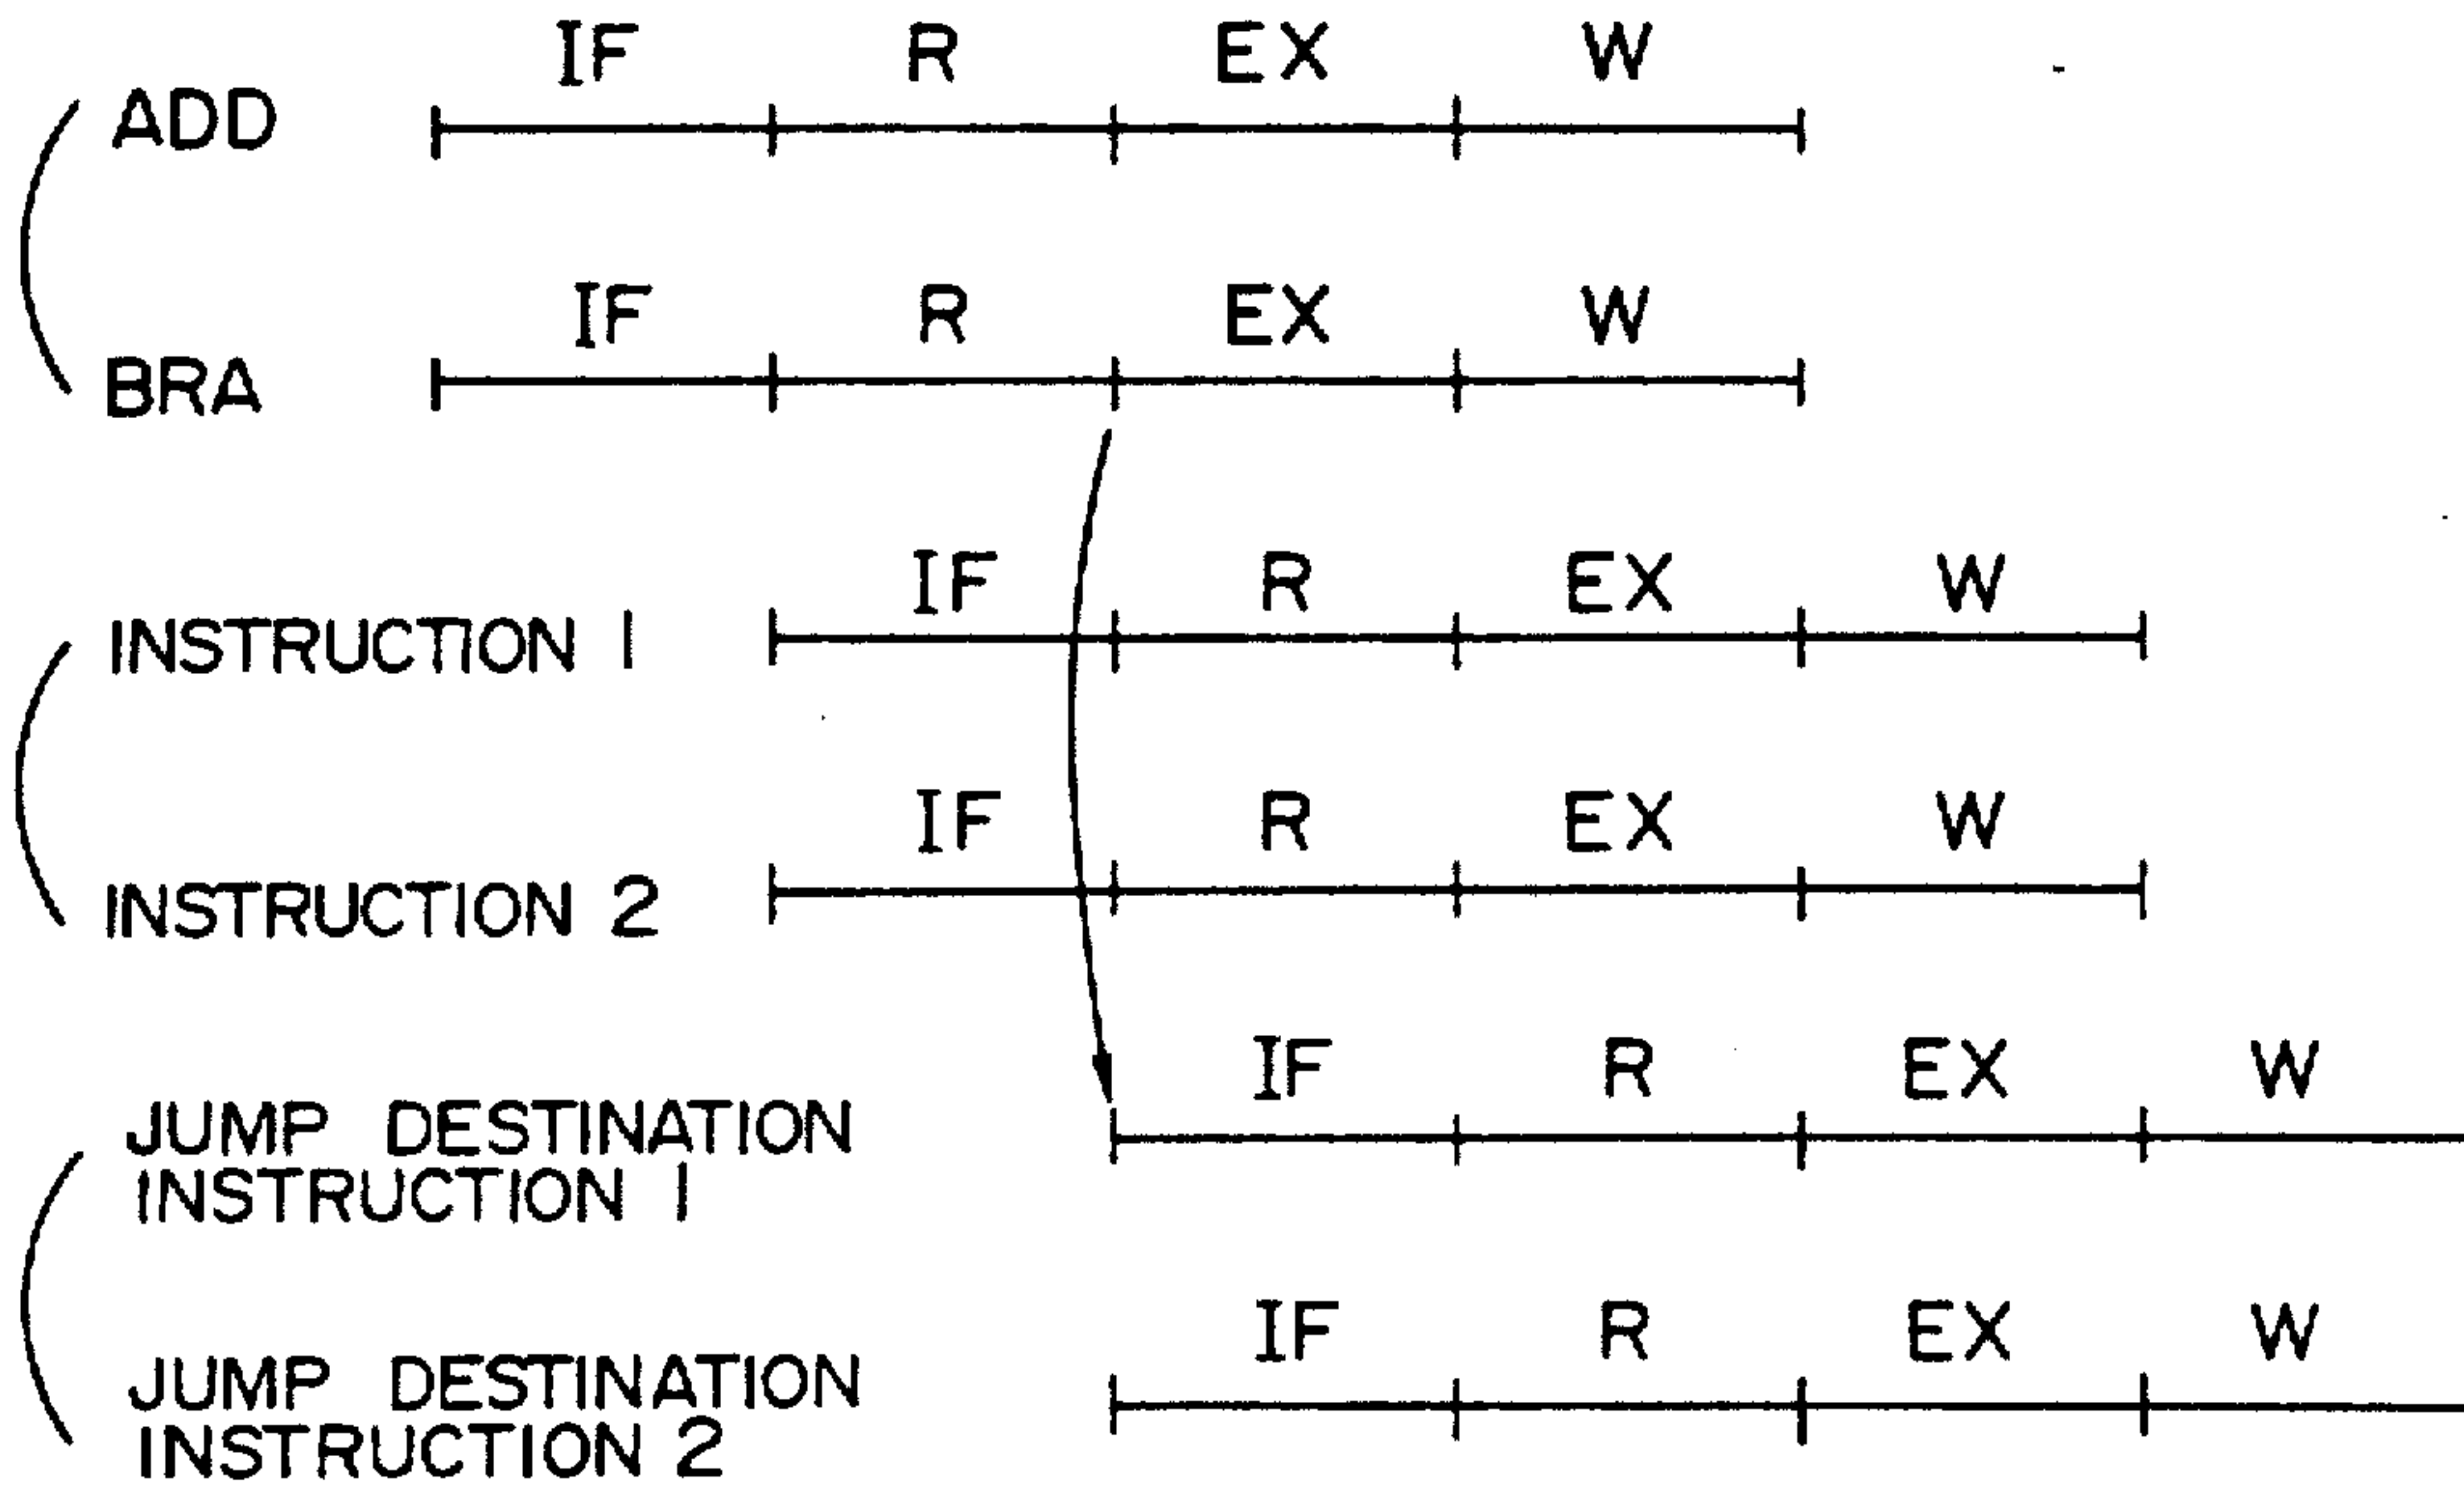 IF R EX W
ADD
IF R EX W
BRA
IF R EX W
INSTRUCTION 1
IF R EX W
INSTRUCTION 2
IF R EX W
JUMP DESTINATION
INSTRUCTION 1
IF R EX W
JUMP DESTINATION
INSTRUCTION 2